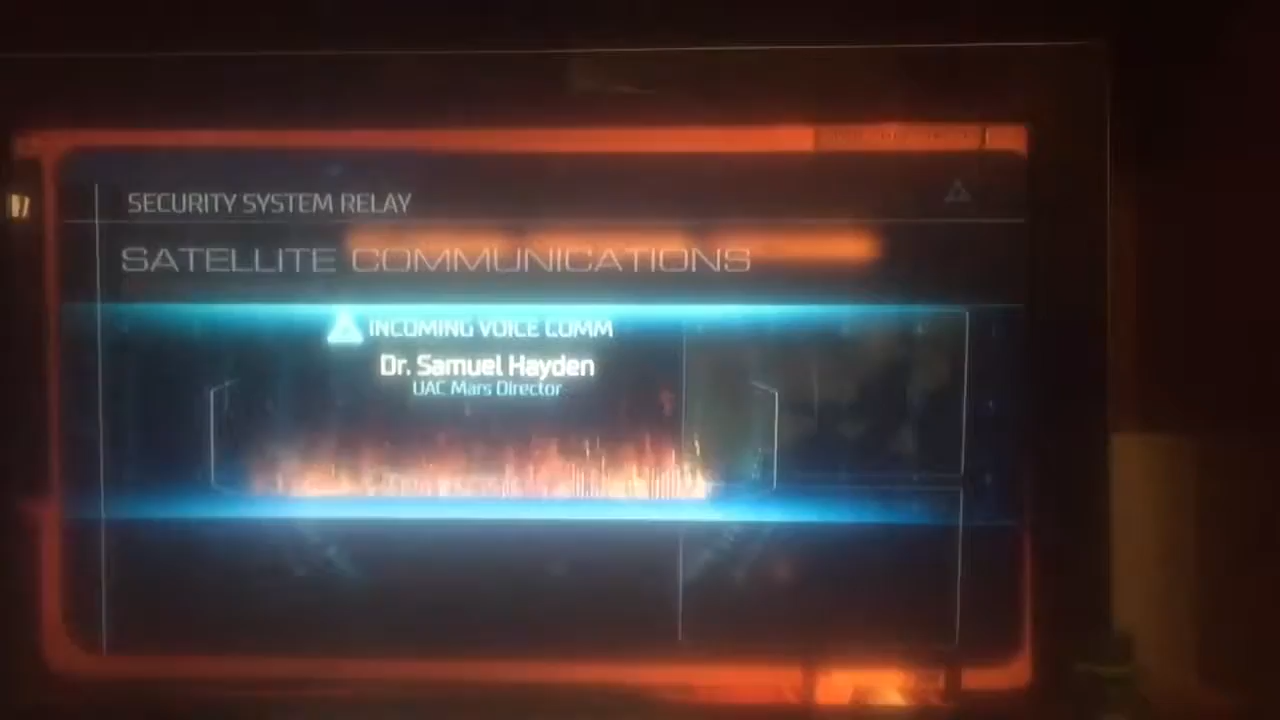 SECURITY SYSTEM RELAY
SATELLITE COMMUNICATIONS
INCOMING VOICE COMM
Dr. Samuel Hayden
UAC Mars Director